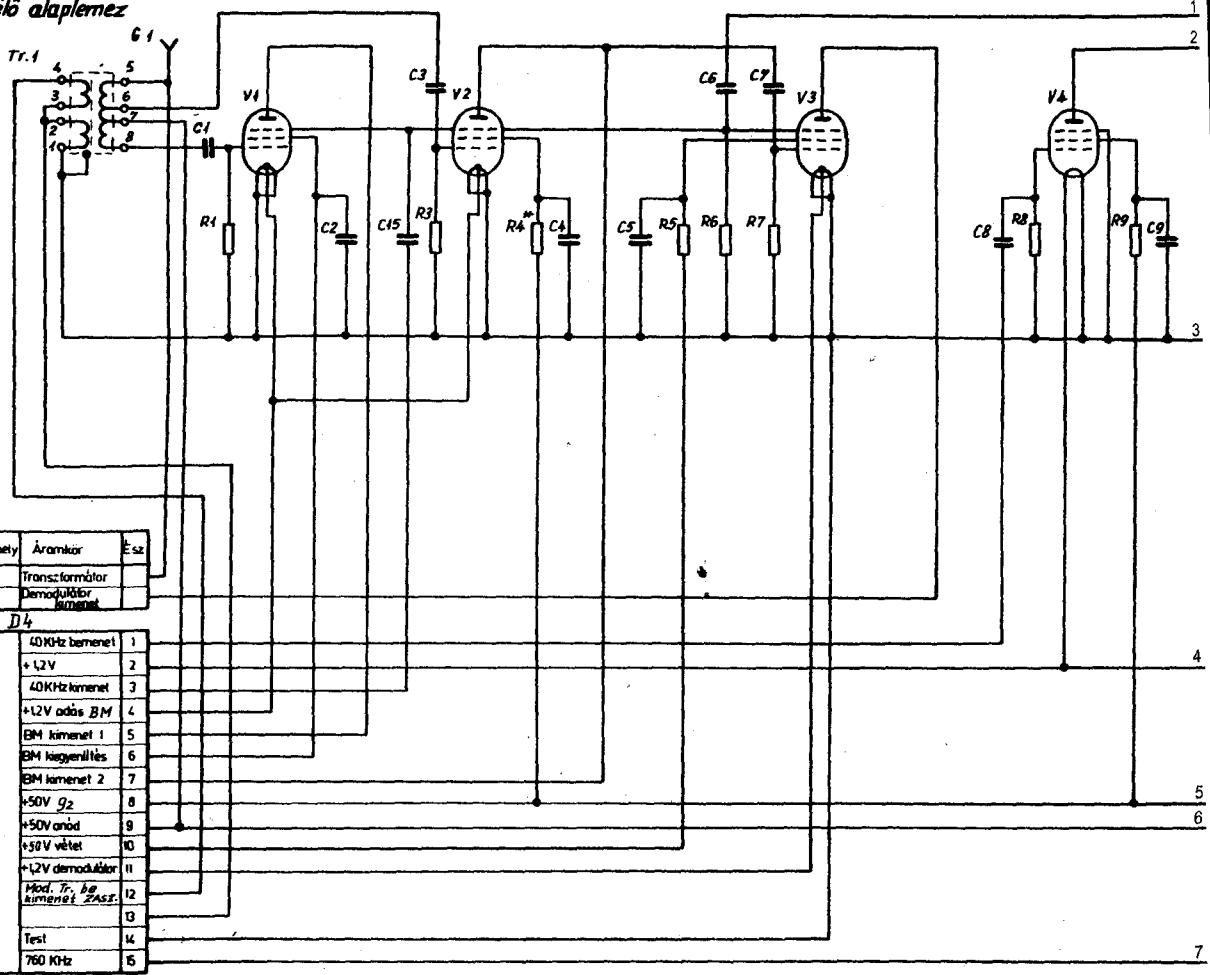 élő alaplemez
1
G1
2
Tr.1
4
5
3
6
7
2
1
8
C1
V1
C3
V2
C6
C7
V3
V4
R1
C2
C15
R3
R4*
C4
C5
R5
R6
R7
C8
R8
R9
C9
3
ely Áramkör Ész
Transzformátor
Demodulátor
kimenet
D4
40KHz bemenet 1
+1,2V 2
4
40KHz kimenet 3
+1,2V adás BM 4
BM kimenet 1 5
BM kiegyenlítés 6
BM kimenet 2 7
+50V g2 8
5
+50V anód 9
6
+50V vétel 10
+1,2V demodulátor 11
Mod. Tr. be
kimenet ZÁSZ. 12
13
Test 14
760 KHz 15
7